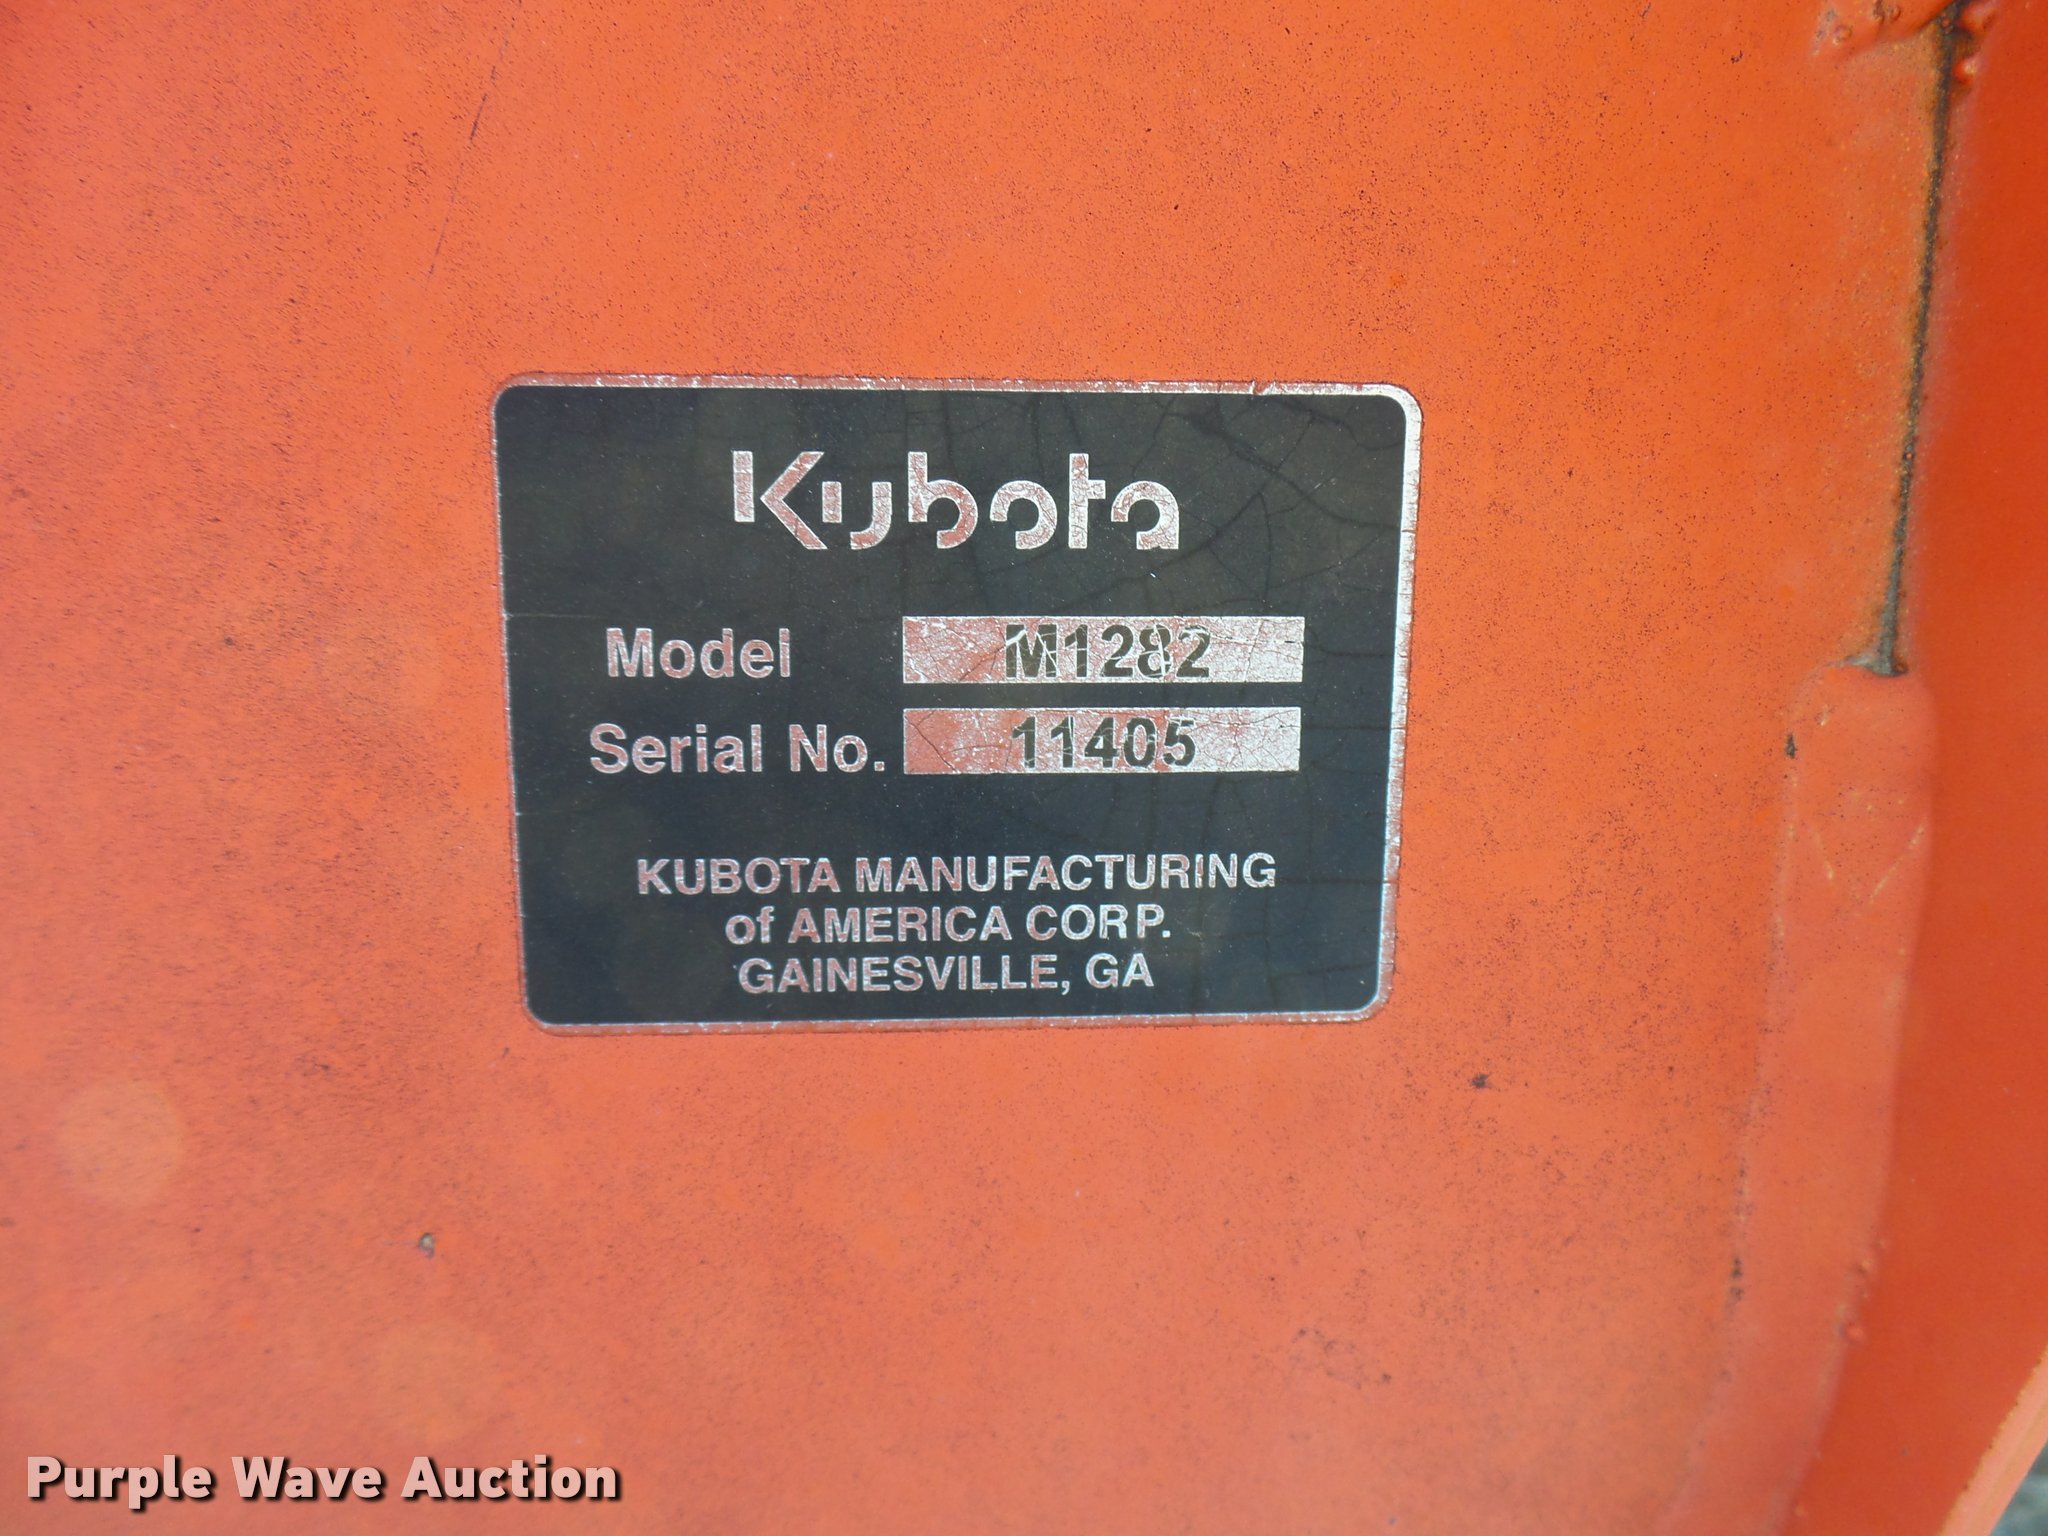 Kubota
Model M1282
Serial No. 11405
KUBOTA MANUFACTURING
of AMERICA CORP.
GAINESVILLE, GA
Purple Wave Auction